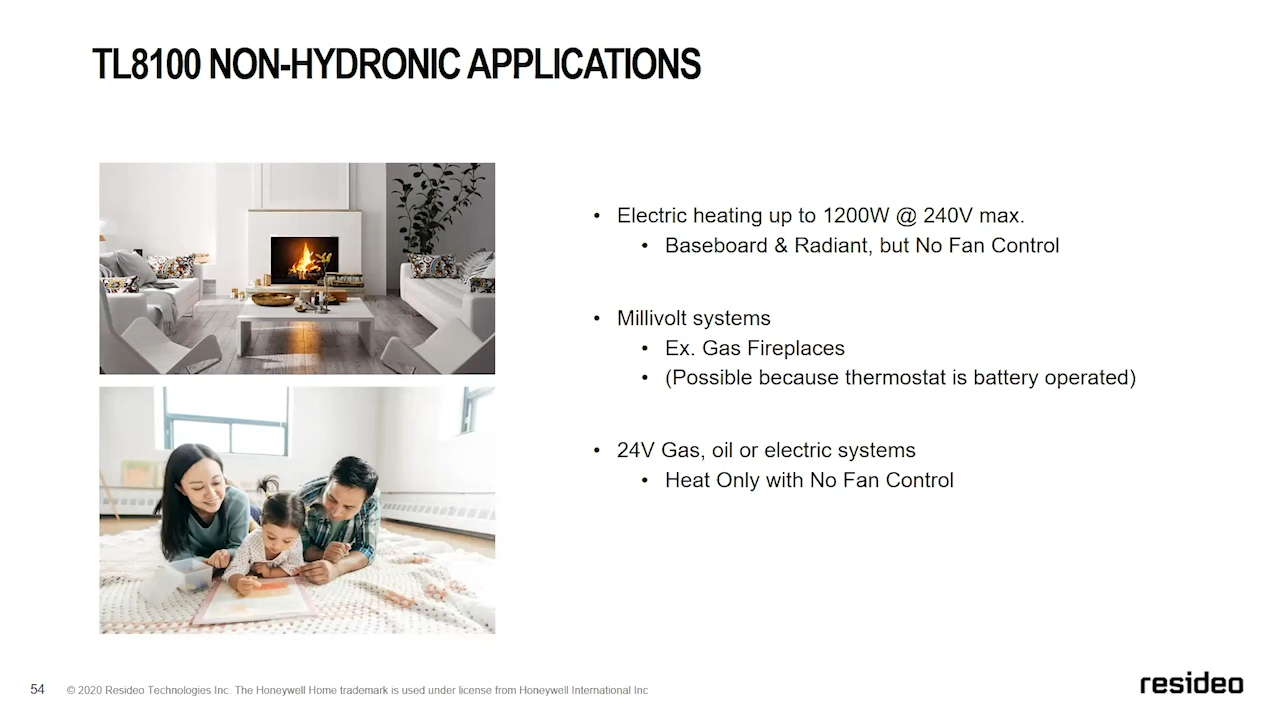 TL8100 NON-HYDRONIC APPLICATIONS
• Electric heating up to 1200W @ 240V max.
• Baseboard & Radiant, but No Fan Control
• Millivolt systems
• Ex. Gas Fireplaces
• (Possible because thermostat is battery operated)
• 24V Gas, oil or electric systems
• Heat Only with No Fan Control
54 © 2020 Resideo Technologies Inc. The Honeywell Home trademark is used under license from Honeywell International Inc
resideo